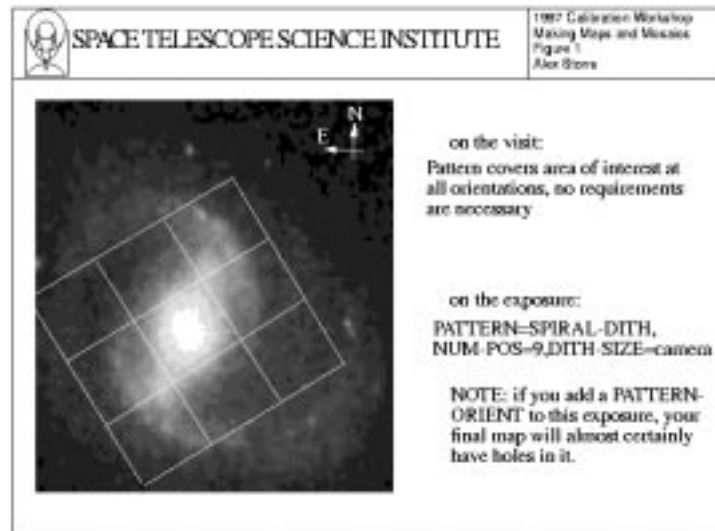 SPACE TELESCOPE SCIENCE INSTITUTE
1997 Calibration Workshop
Making Maps and Mosaics
Figure 1
Alex Storrs
N
E
on the visit:
Pattern covers area of interest at
all orientations, no requirements
are necessary
on the exposure:
PATTERN=SPIRAL-DITH,
NUM-POS=9,DITH-SIZE=camera
NOTE: if you add a PATTERN-
ORIENT to this exposure, your
final map will almost certainly
have holes in it.